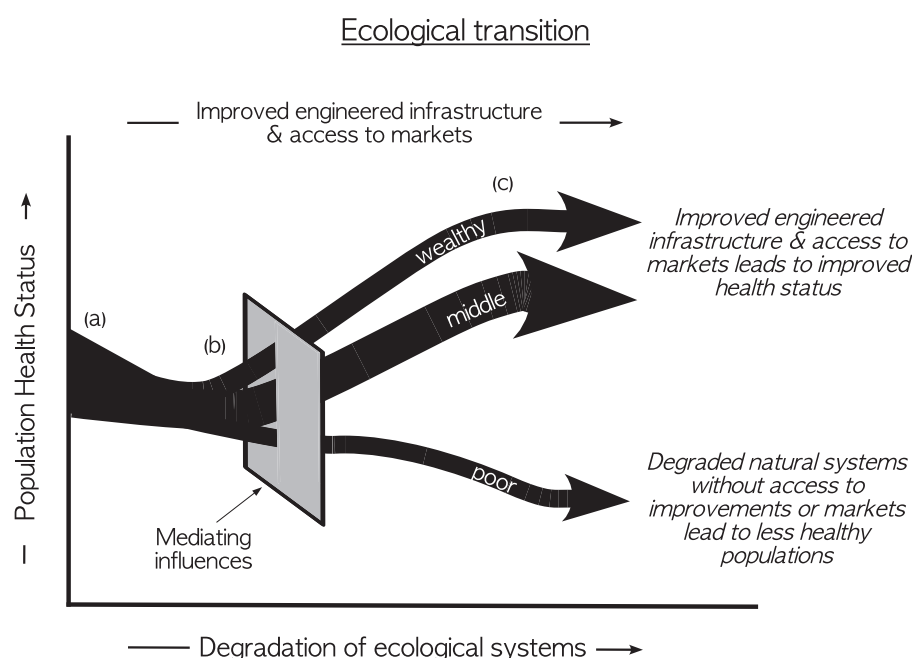 Ecological transition
Improved engineered infrastructure
& access to markets
(c)
wealthy
Improved engineered
infrastructure & access to
markets leads to improved
health status
middle
(a)
(b)
Population Health Status
poor
Degraded natural systems
without access to
improvements or markets
lead to less healthy
populations
Mediating
influences
Degradation of ecological systems